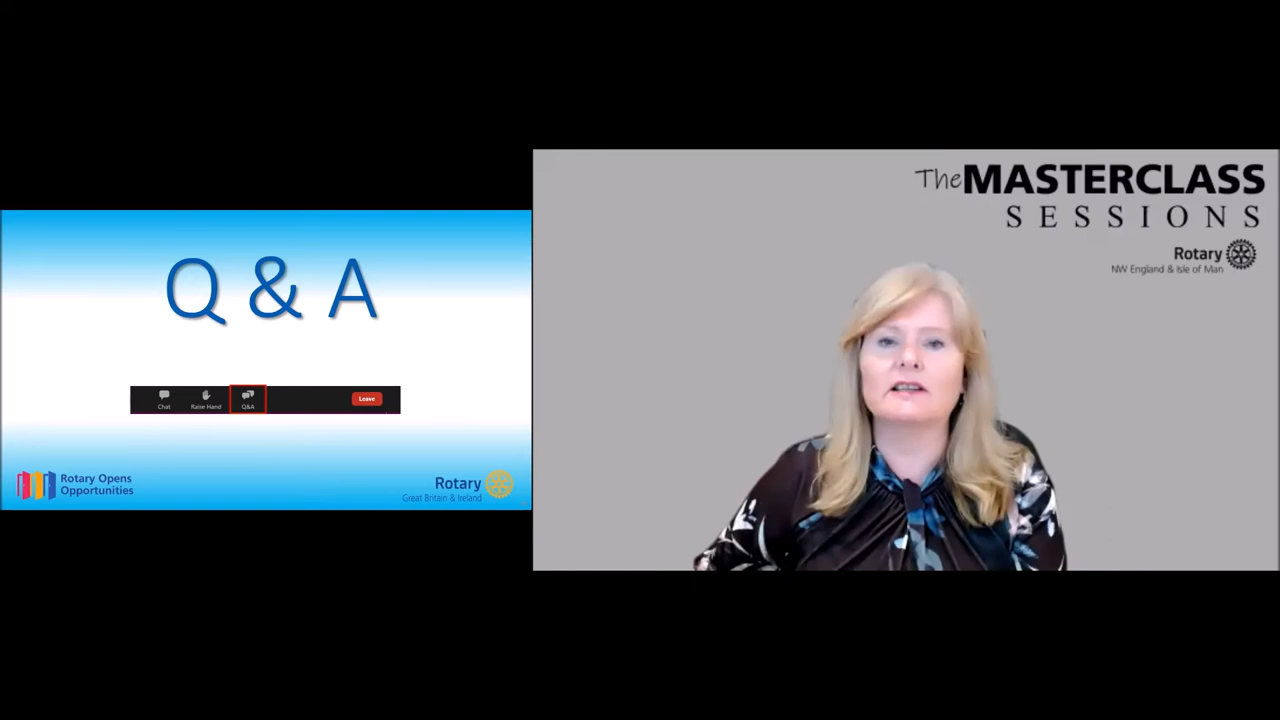 Q & A
Chat
Raise Hand
Q&A
Leave
Rotary Opens
Opportunities
Rotary
Great Britain & Ireland
The MASTERCLASS
SESSIONS
Rotary
NW England & Isle of Man